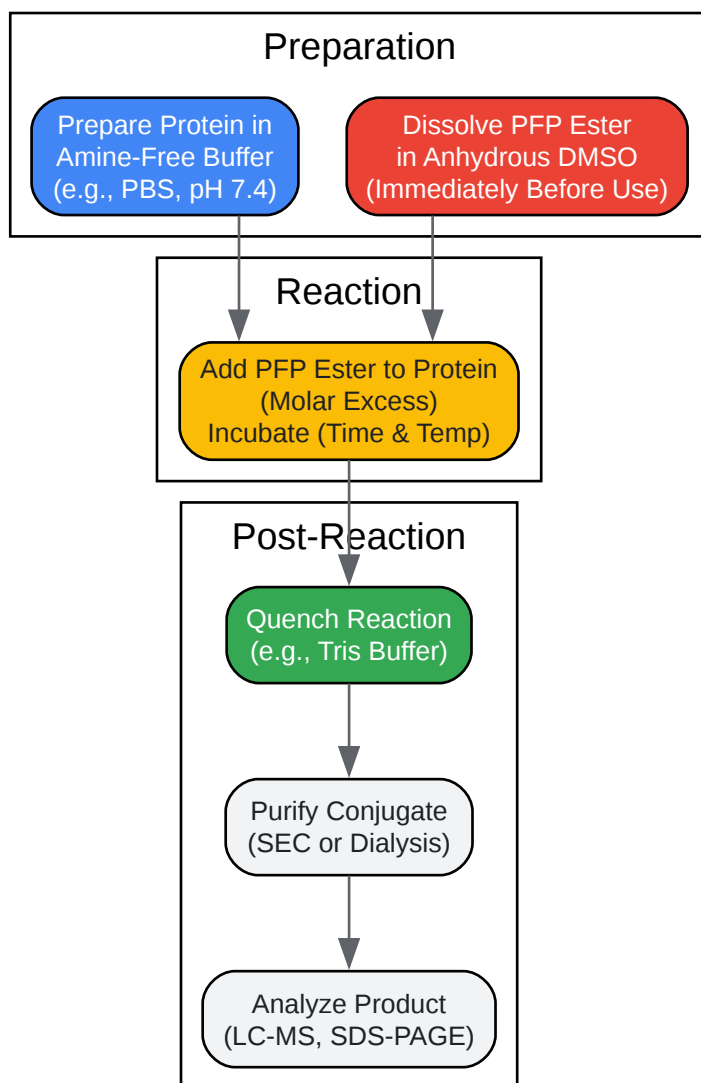 Preparation
Prepare Protein in
Amine-Free Buffer
(e.g., PBS, pH 7.4)
Dissolve PFP Ester
in Anhydrous DMSO
(Immediately Before Use)
Reaction
Add PFP Ester to Protein
(Molar Excess)
Incubate (Time & Temp)
Post-Reaction
Quench Reaction
(e.g., Tris Buffer)
Purify Conjugate
(SEC or Dialysis)
Analyze Product
(LC-MS, SDS-PAGE)